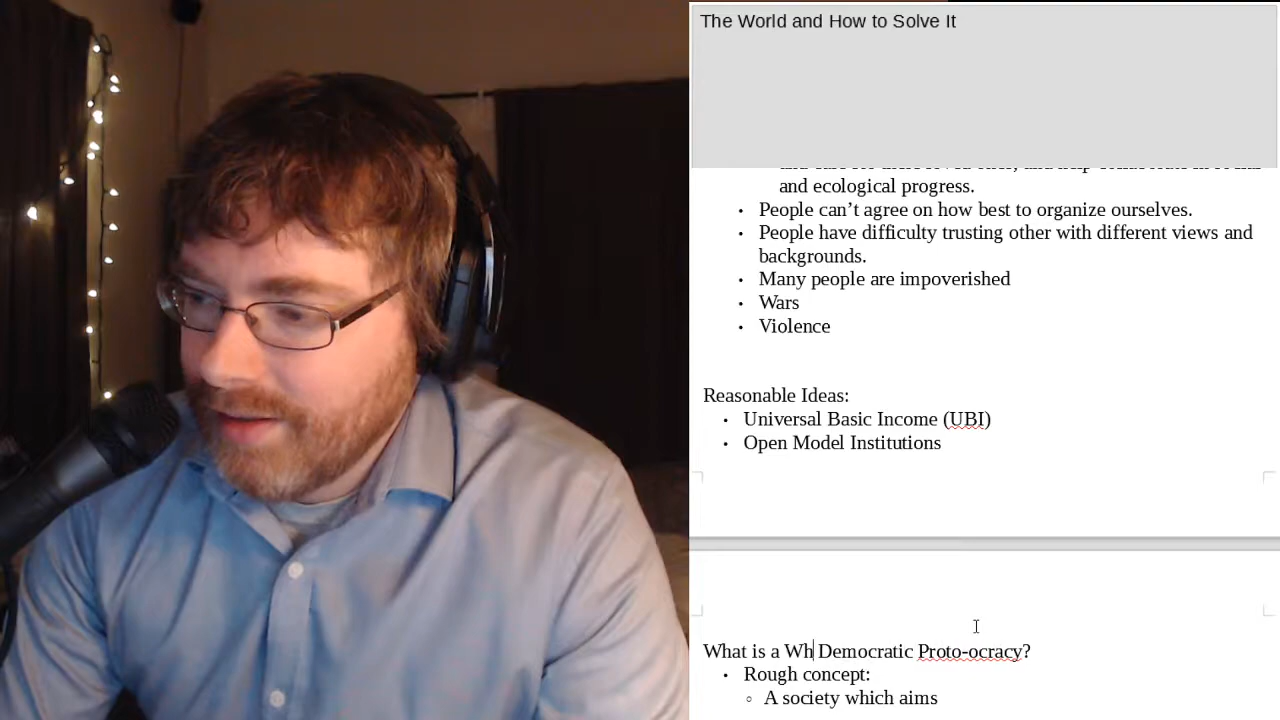 The World and How to Solve It
and ecological progress.
• People can’t agree on how best to organize ourselves.
• People have difficulty trusting other with different views and
backgrounds.
• Many people are impoverished
• Wars
• Violence
Reasonable Ideas:
• Universal Basic Income (UBI)
• Open Model Institutions
What is a Wh Democratic Proto-ocracy?
• Rough concept:
◦ A society which aims